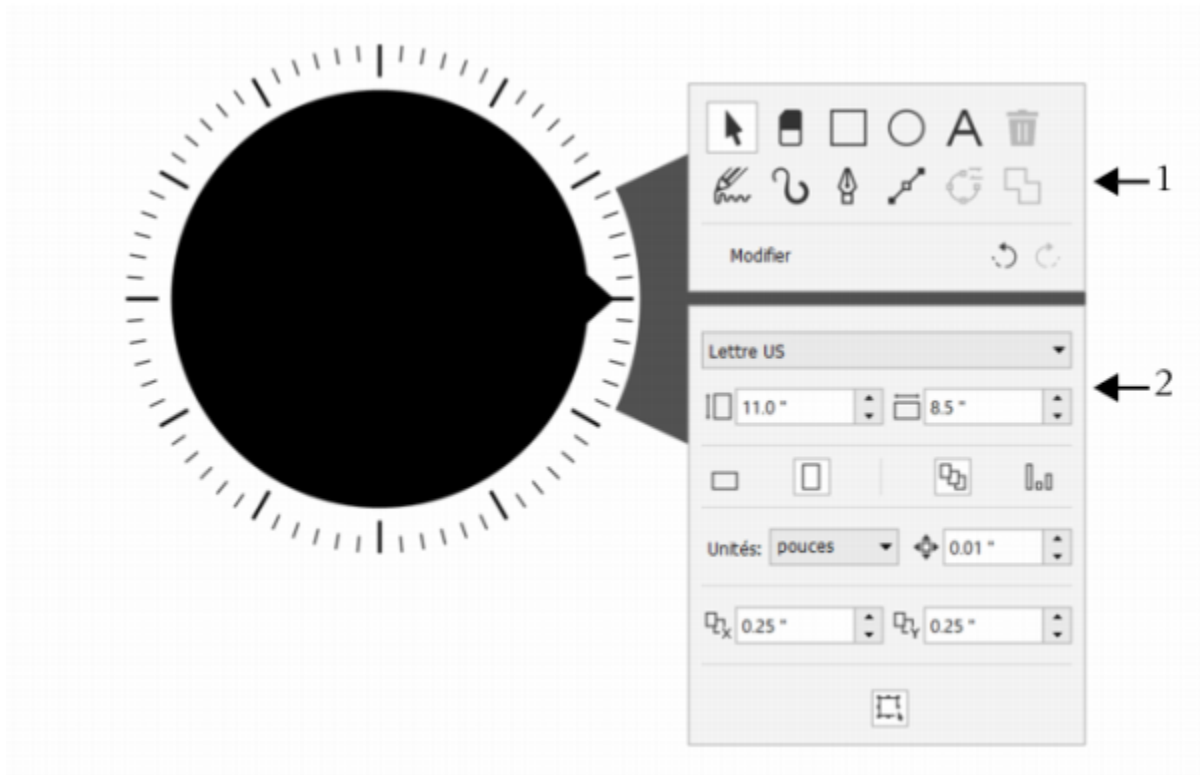 A
1
Modifier
Lettre US
2
11.0 " 8.5 "
Unités: pouces 0.01 "
X 0.25 " Y 0.25 "